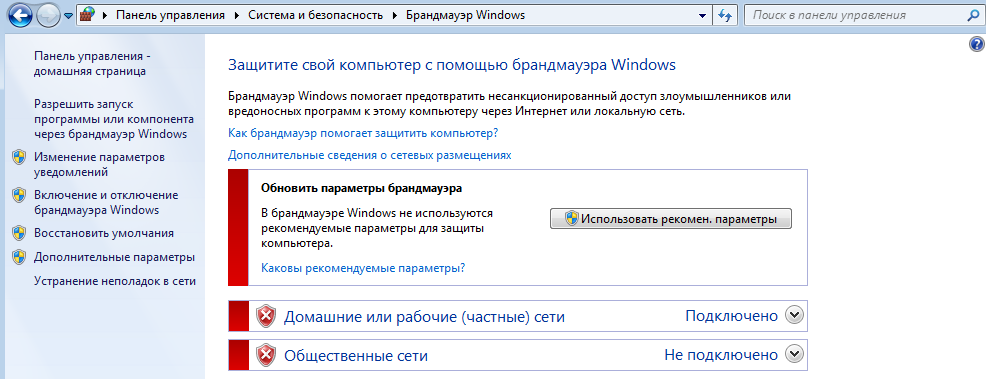 Панель управления ▸ Система и безопасность ▸ Брандмауэр Windows
Поиск в панели управления
Панель управления -
домашняя страница
Разрешить запуск
программы или компонента
через брандмауэр Windows
Изменение параметров
уведомлений
Включение и отключение
брандмауэра Windows
Восстановить умолчания
Дополнительные параметры
Устранение неполадок в сети
Защитите свой компьютер с помощью брандмауэра Windows
Брандмауэр Windows помогает предотвратить несанкционированный доступ злоумышленников или
вредоносных программ к этому компьютеру через Интернет или локальную сеть.
Как брандмауэр помогает защитить компьютер?
Дополнительные сведения о сетевых размещениях
Обновить параметры брандмауэра
В брандмауэре Windows не используются
рекомендуемые параметры для защиты
компьютера.
Использовать рекомен. параметры
Каковы рекомендуемые параметры?
Домашние или рабочие (частные) сети Подключено
Общественные сети Не подключено